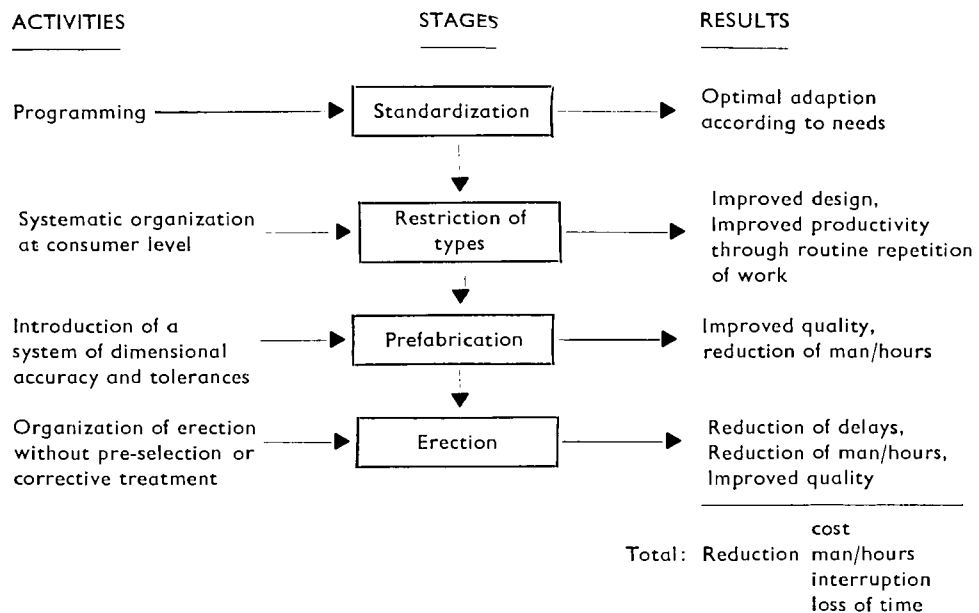 ACTIVITIES STAGES RESULTS
Programming Standardization Optimal adaption
according to needs
Systematic organization
at consumer level
Restriction of
types
Improved design,
Improved productivity
through routine repetition
of work
Introduction of a
system of dimensional
accuracy and tolerances
Prefabrication
Improved quality,
reduction of man/hours
Organization of erection
without pre-selection or
corrective treatment
Erection
Reduction of delays,
Reduction of man/hours,
Improved quality
cost
Total: Reduction man/hours
interruption
loss of time